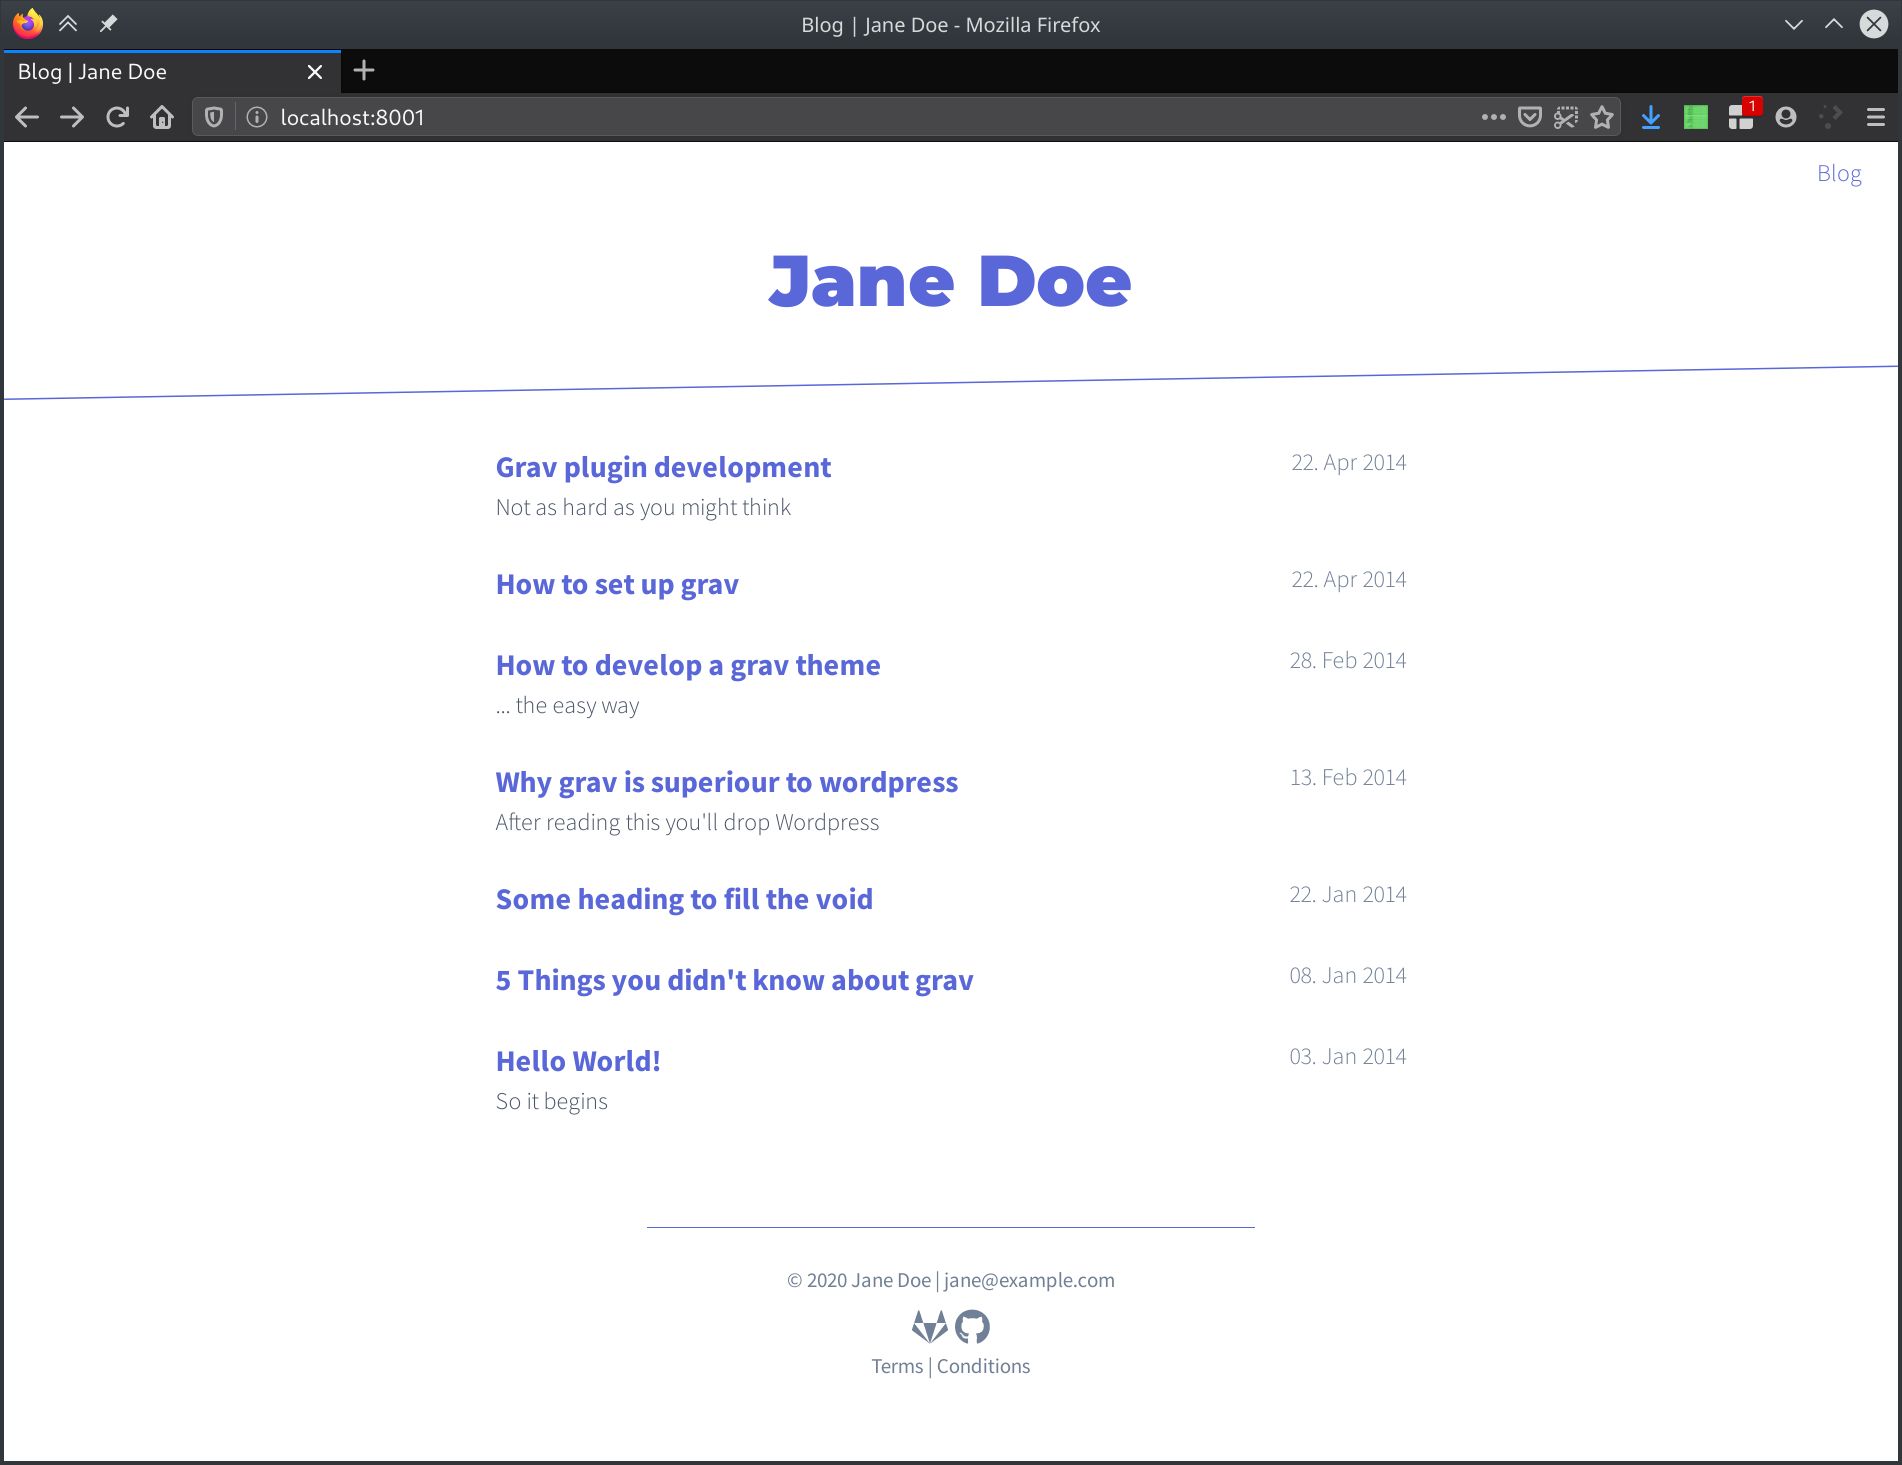 Blog | Jane Doe - Mozilla Firefox
Blog | Jane Doe
localhost:8001
1
Blog
Jane Doe
Grav plugin development 22. Apr 2014
Not as hard as you might think
How to set up grav 22. Apr 2014
How to develop a grav theme 28. Feb 2014
... the easy way
Why grav is superiour to wordpress 13. Feb 2014
After reading this you'll drop Wordpress
Some heading to fill the void 22. Jan 2014
5 Things you didn't know about grav 08. Jan 2014
Hello World! 03. Jan 2014
So it begins
© 2020 Jane Doe | jane@example.com
Terms | Conditions